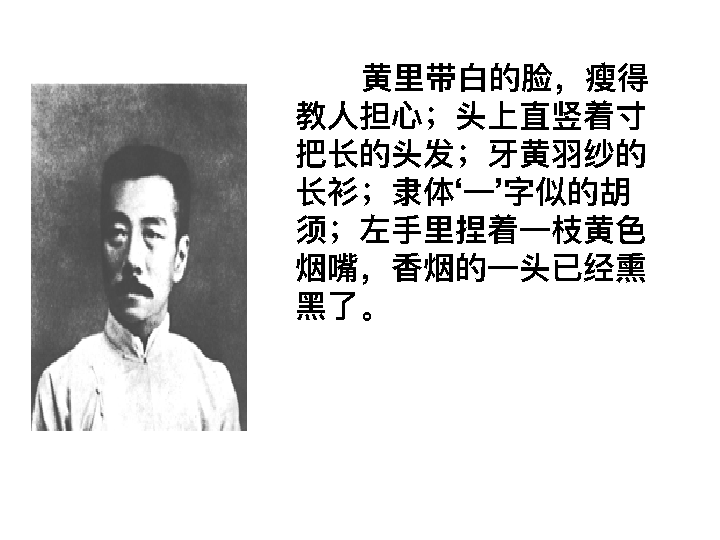 黄里带白的脸，瘦得
教人担心；头上直竖着寸
把长的头发；牙黄羽纱的
长衫；隶体‘一’字似的胡
须；左手里捏着一枝黄色
烟嘴，香烟的一头已经熏
黑了。